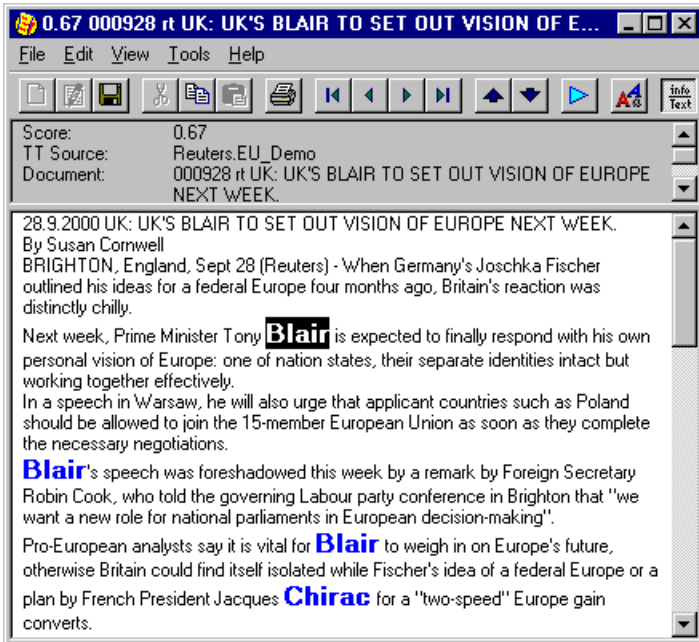 0.67 000928 rt UK: UK'S BLAIR TO SET OUT VISION OF E...
File Edit View Tools Help
info Text
Score: 0.67
TT Source: Reuters.EU_Demo
Document: 000928 rt UK: UK'S BLAIR TO SET OUT VISION OF EUROPE
NEXT WEEK.
28.9.2000 UK: UK'S BLAIR TO SET OUT VISION OF EUROPE NEXT WEEK.
By Susan Cornwell
BRIGHTON, England, Sept 28 (Reuters) - When Germany's Joschka Fischer
outlined his ideas for a federal Europe four months ago, Britain's reaction was
distinctly chilly.
Next week, Prime Minister Tony Blair is expected to finally respond with his own
personal vision of Europe: one of nation states, their separate identities intact but
working together effectively.
In a speech in Warsaw, he will also urge that applicant countries such as Poland
should be allowed to join the 15-member European Union as soon as they complete
the necessary negotiations.
Blair's speech was foreshadowed this week by a remark by Foreign Secretary
Robin Cook, who told the governing Labour party conference in Brighton that "we
want a new role for national parliaments in European decision-making".
Pro-European analysts say it is vital for Blair to weigh in on Europe's future,
otherwise Britain could find itself isolated while Fischer's idea of a federal Europe or a
plan by French President Jacques Chirac for a "two-speed" Europe gain
converts.